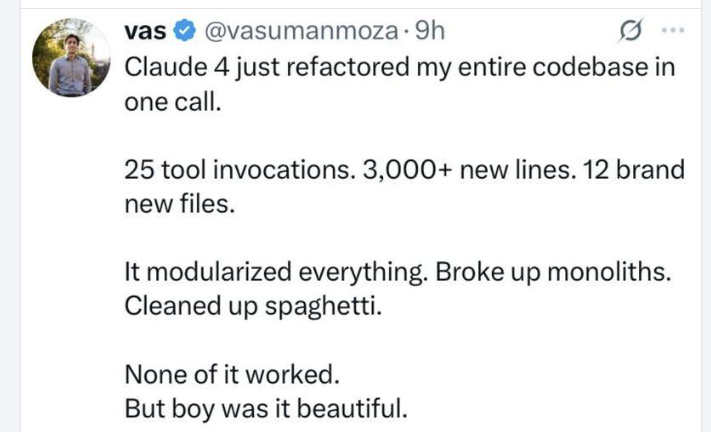 vas @vasumanmoza · 9h
Claude 4 just refactored my entire codebase in
one call.
25 tool invocations. 3,000+ new lines. 12 brand
new files.
It modularized everything. Broke up monoliths.
Cleaned up spaghetti.
None of it worked.
But boy was it beautiful.